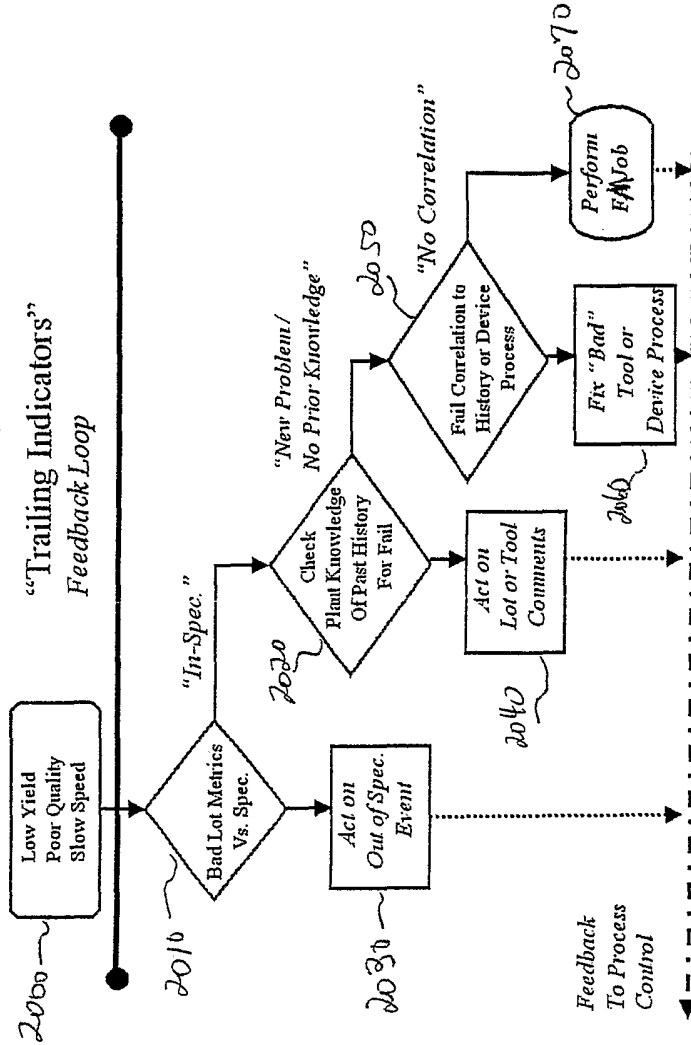 “Trailing Indicators”
Feedback Loop
2000
Low Yield
Poor Quality
Slow Speed
2010
Bad Lot Metrics
Vs. Spec.
“In-Spec.”
2020
Check
Plant Knowledge
Of Past History
For Fail
“New Problem/
No Prior Knowledge”
2050
Fail Correlation to
History or Device
Process
“No Correlation”
2070
Perform
Job
2030
Act on
Out of Spec.
Event
2040
Act on
Lot or Tool
Comments
2060
Fix “Bad”
Tool or
Device Process
Feedback
To Process
Control